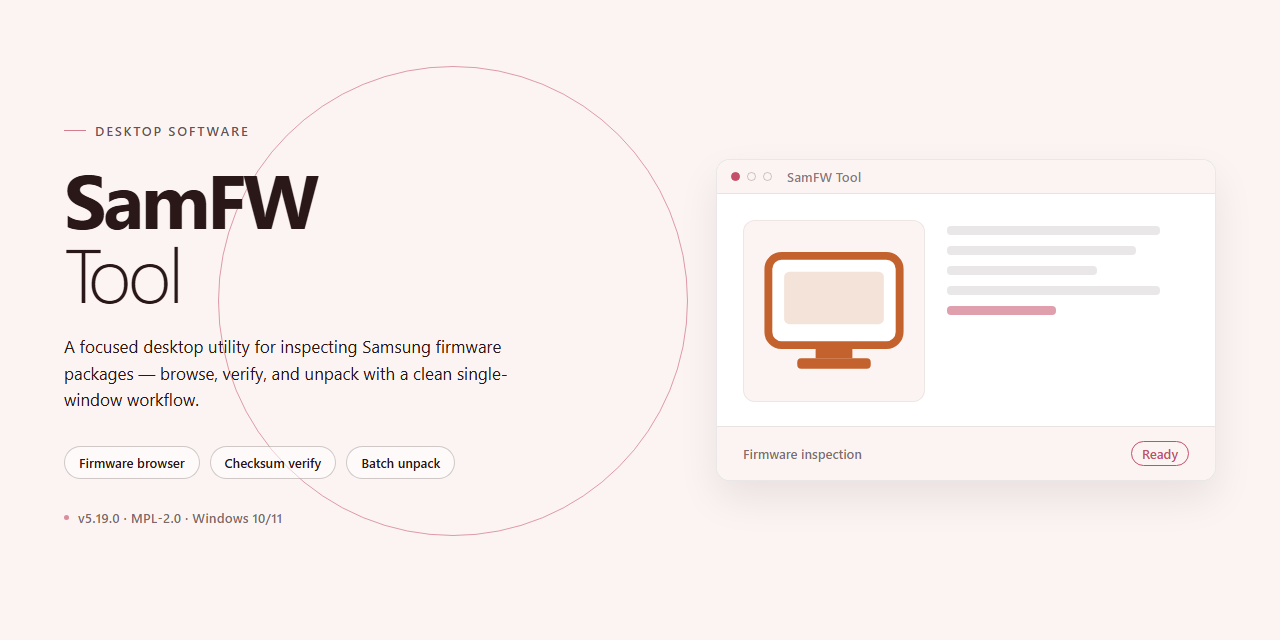 DESKTOP SOFTWARE
SamFW
Tool
A focused desktop utility for inspecting Samsung firmware
packages — browse, verify, and unpack with a clean single-
window workflow.
Firmware browser
Checksum verify
Batch unpack
v5.19.0 · MPL-2.0 · Windows 10/11
SamFW Tool
Firmware inspection
Ready